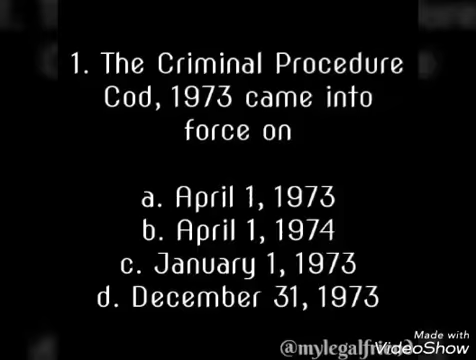 1. The Criminal Procedure
Cod, 1973 came into
force on
a. April 1, 1973
b. April 1, 1974
c. January 1, 1973
d. December 31, 1973
Made with
VideoShow